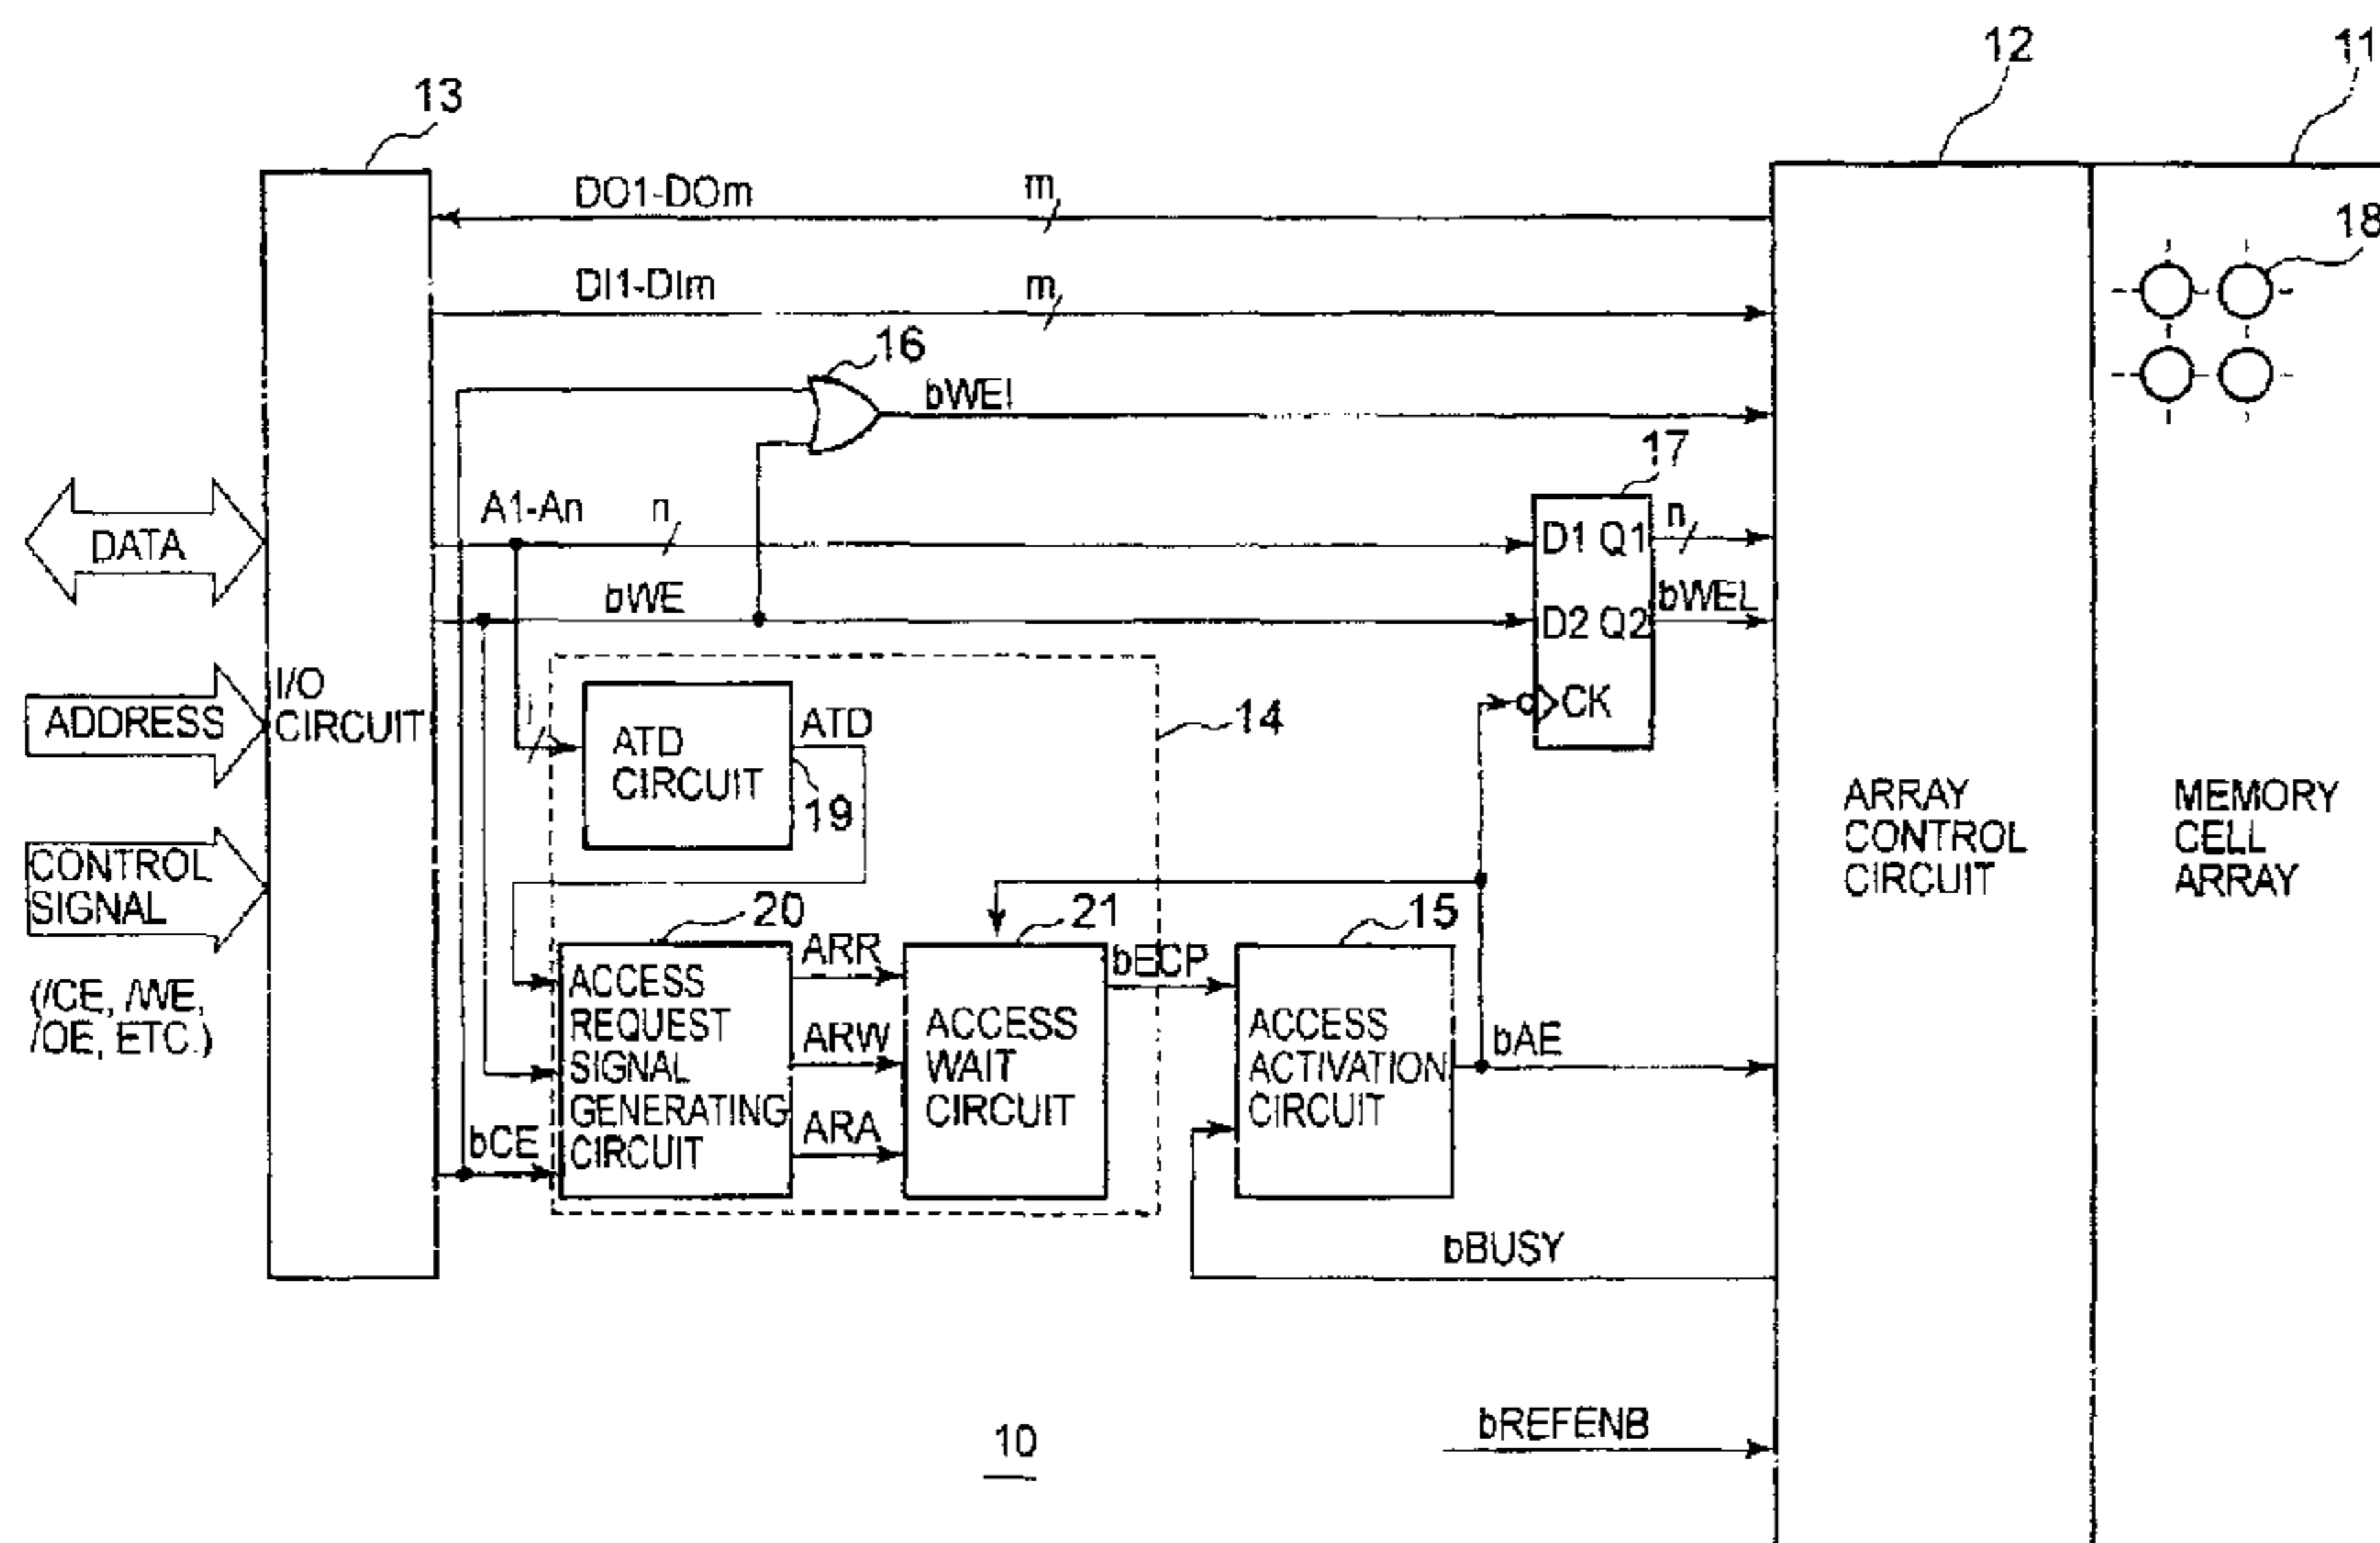 12
11
13
DO1-DOm
m
18
DI1-DIm
m
16
bWEI
17
A1-An
n
D1 Q1
n
DATA
bWE
D2 Q2
bWEL
I/O
CIRCUIT
ADDRESS
CK
ATD
14
ATD
CIRCUIT
19
ARRAY
CONTROL
CIRCUIT
MEMORY
CELL
ARRAY
CONTROL
SIGNAL
20
21
15
ARR
bECP
(/CE, /WE,
/OE, ETC.)
ACCESS
REQUEST
SIGNAL
GENERATING
CIRCUIT
ARW
ACCESS
WAIT
CIRCUIT
ACCESS
ACTIVATION
CIRCUIT
bAE
ARA
bCE
bBUSY
bREFENB
10